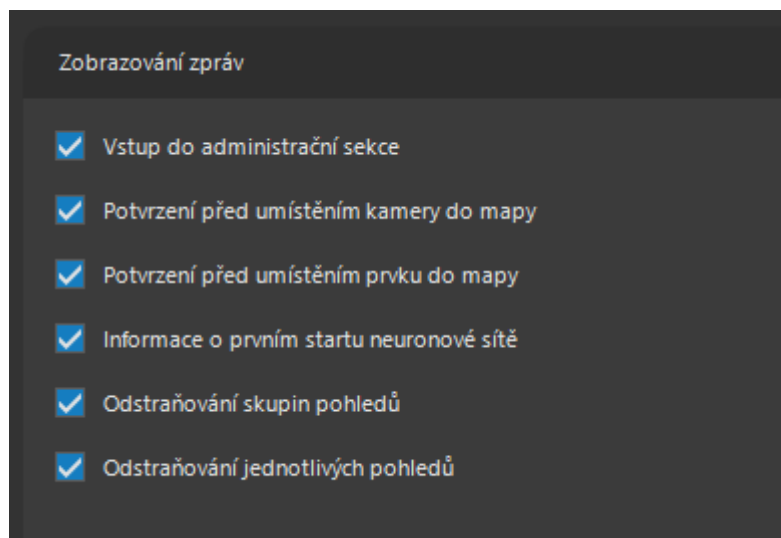 Zobrazování zpráv
Vstup do administrační sekce
Potvrzení před umístěním kamery do mapy
Potvrzení před umístěním prvku do mapy
Informace o prvním startu neuronové sítě
Odstraňování skupin pohledů
Odstraňování jednotlivých pohledů